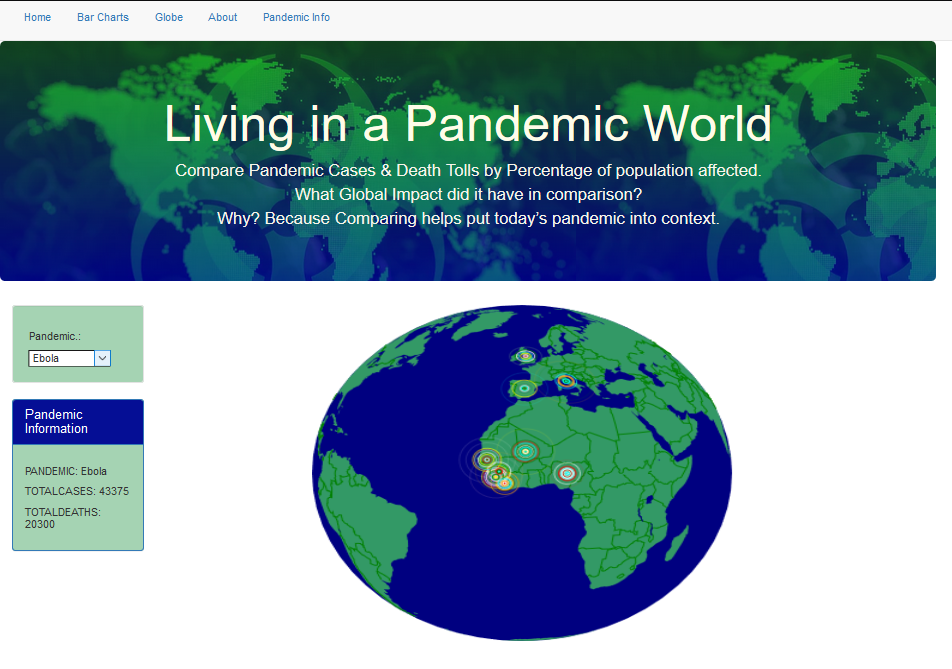 Home Bar Charts Globe About Pandemic Info
Living in a Pandemic World
Compare Pandemic Cases & Death Tolls by Percentage of population affected.
What Global Impact did it have in comparison?
Why? Because Comparing helps put today’s pandemic into context.
Pandemic.:
Ebola
Pandemic
Information
PANDEMIC: Ebola
TOTALCASES: 43375
TOTALDEATHS:
20300